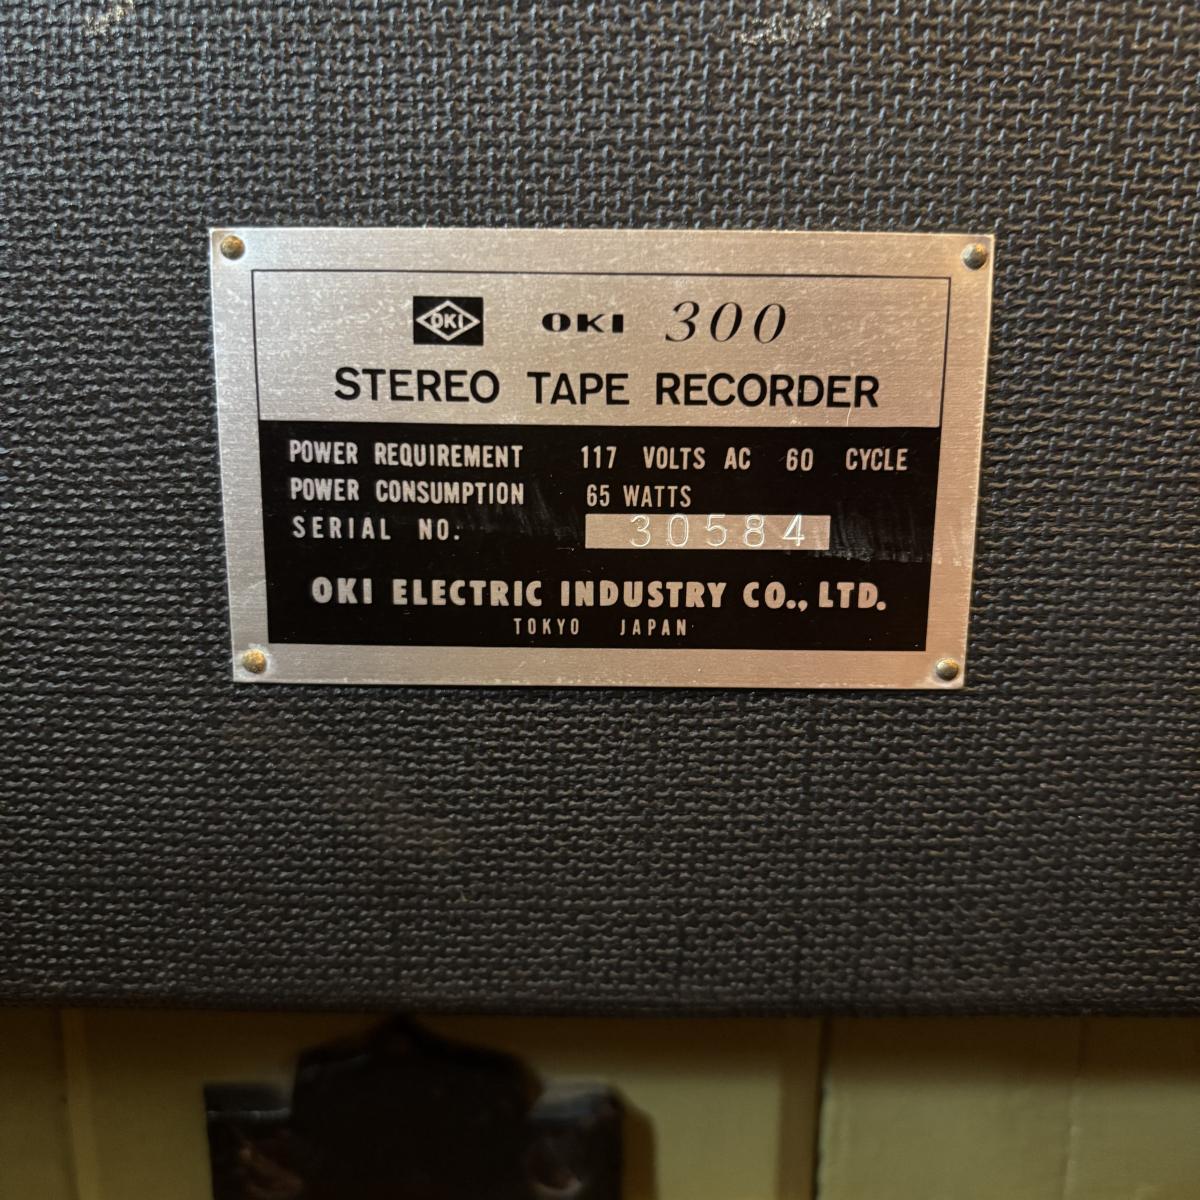 OKI OKI 300
STEREO TAPE RECORDER
POWER REQUIREMENT 117 VOLTS AC 60 CYCLE
POWER CONSUMPTION 65 WATTS
SERIAL NO. 30584
OKI ELECTRIC INDUSTRY CO., LTD.
TOKYO JAPAN